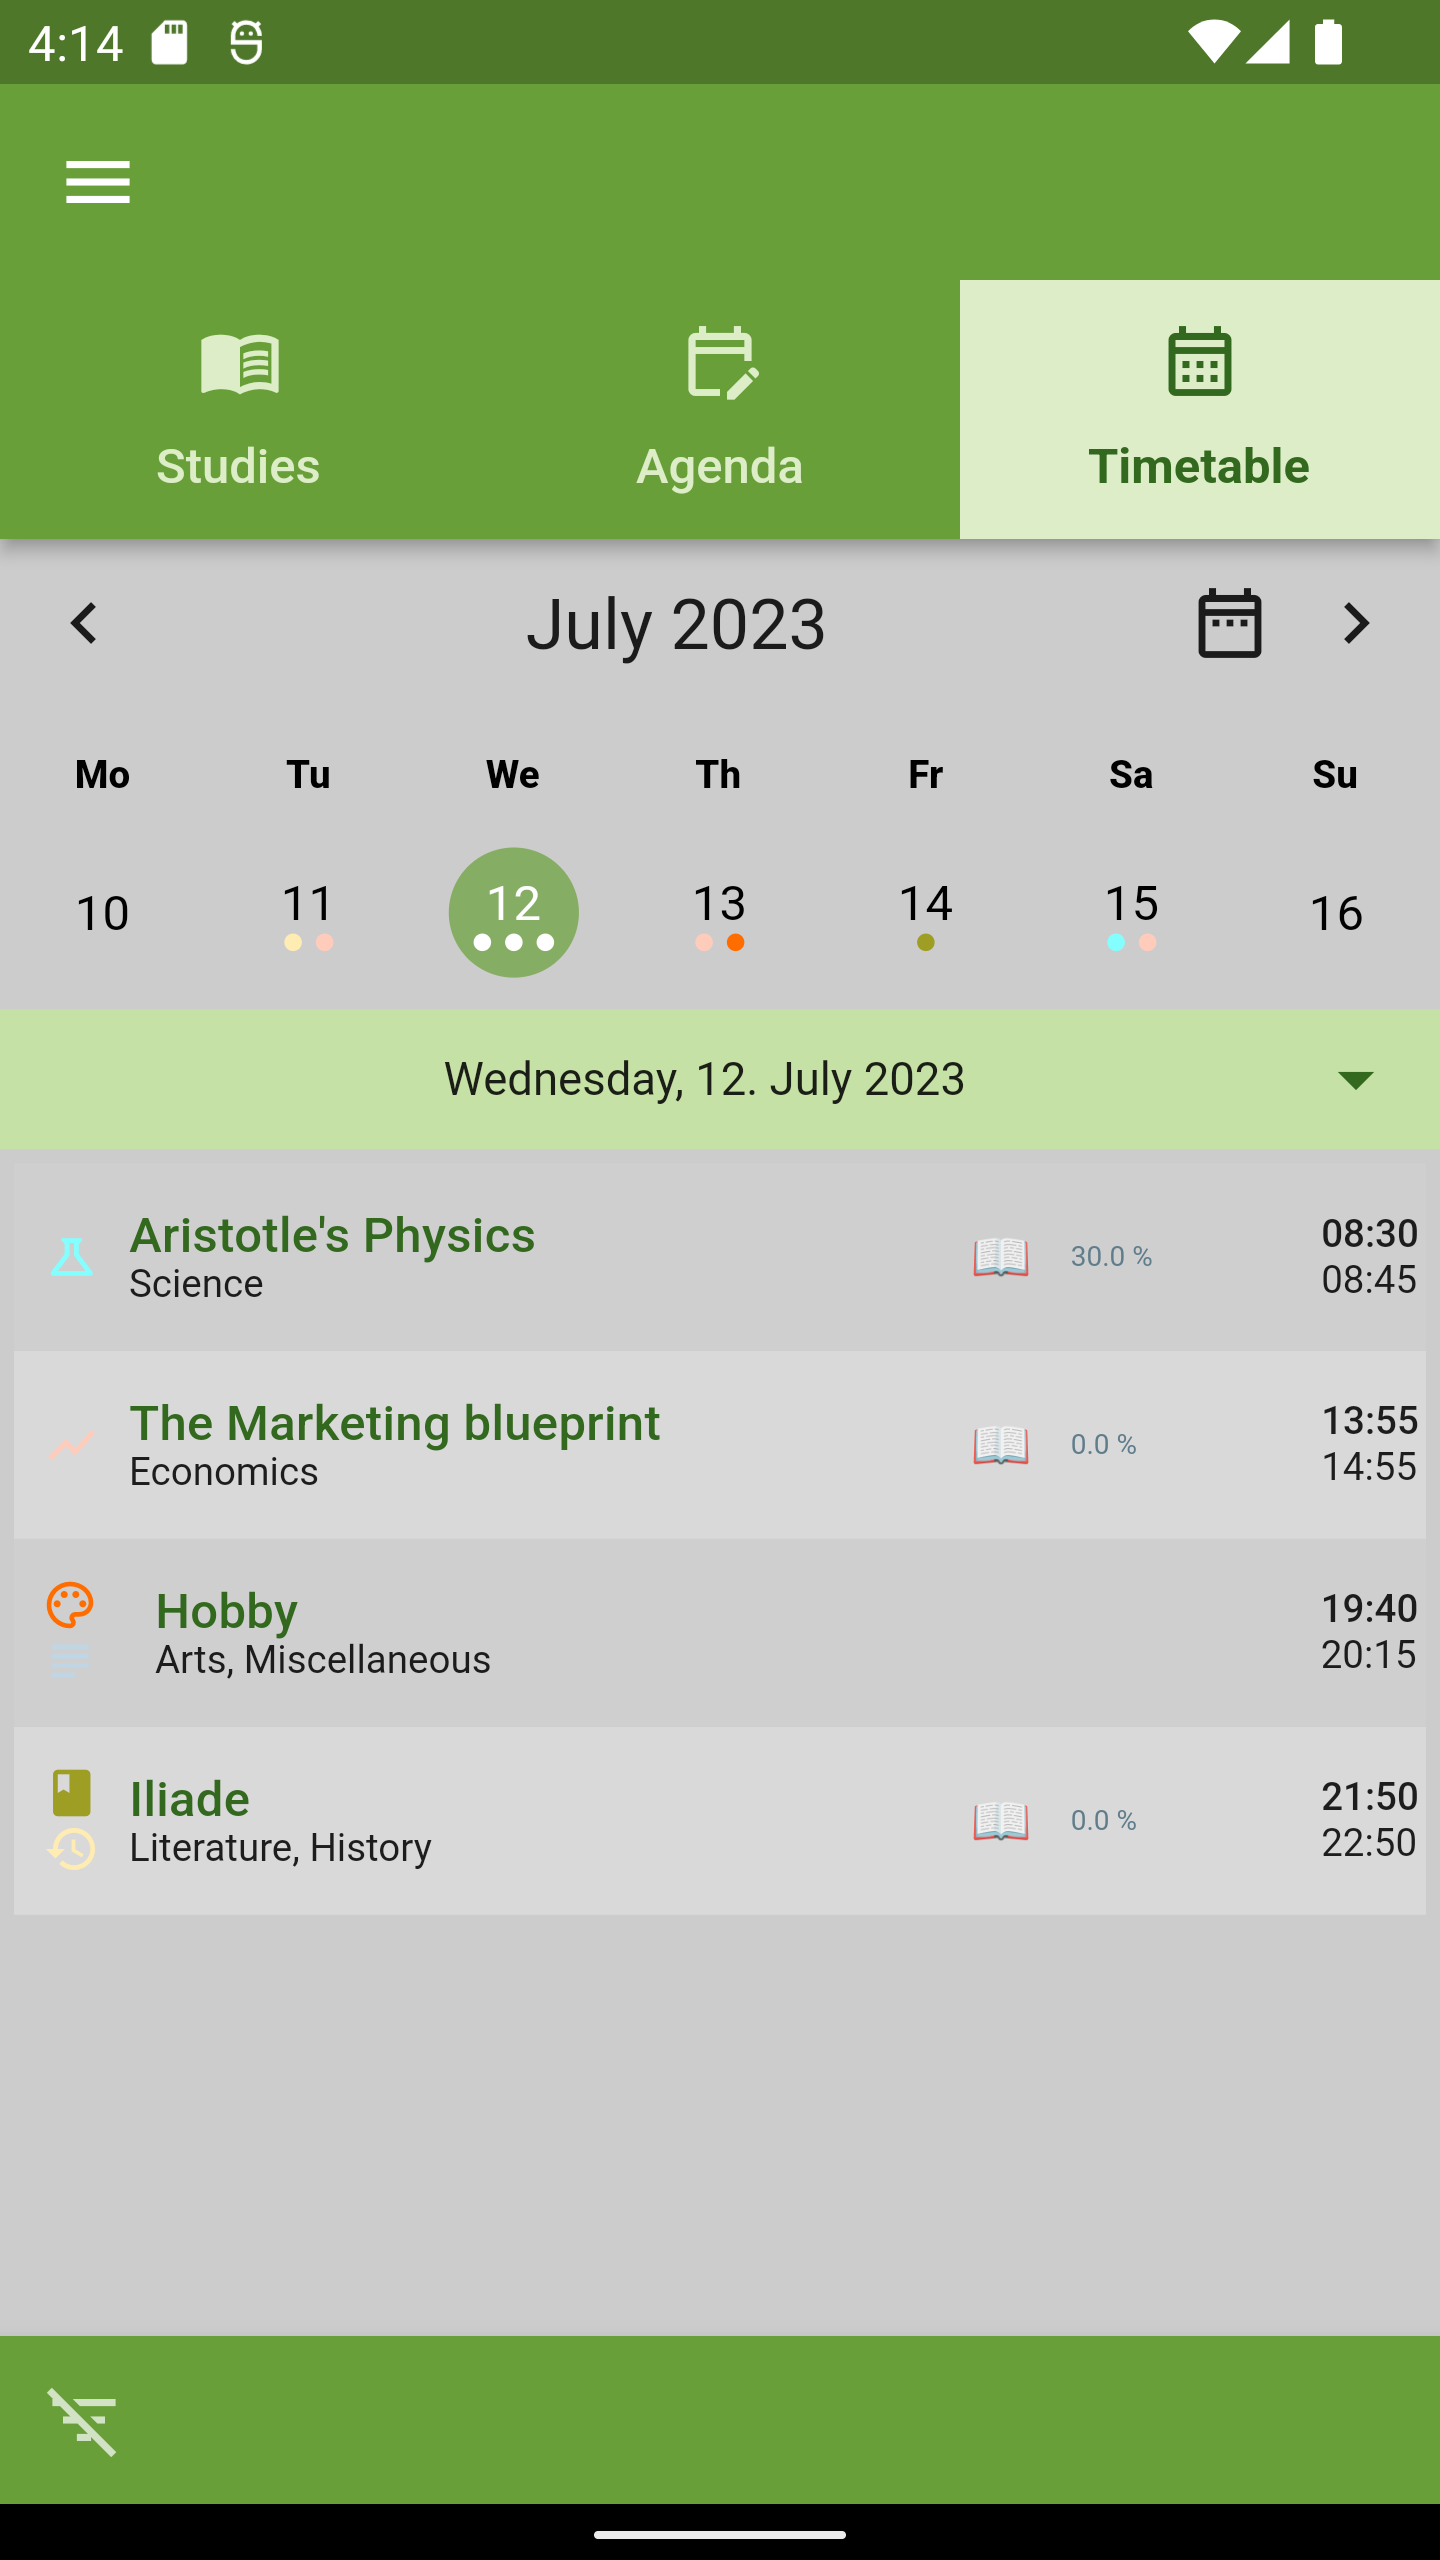 4:14
Studies
Agenda
Timetable
July 2023
Mo Tu We Th Fr Sa Su
10 11 12 13 14 15 16
Wednesday, 12. July 2023
Aristotle's Physics
Science
30.0 %
08:30
08:45
The Marketing blueprint
Economics
0.0 %
13:55
14:55
Hobby
Arts, Miscellaneous
19:40
20:15
Iliade
Literature, History
0.0 %
21:50
22:50